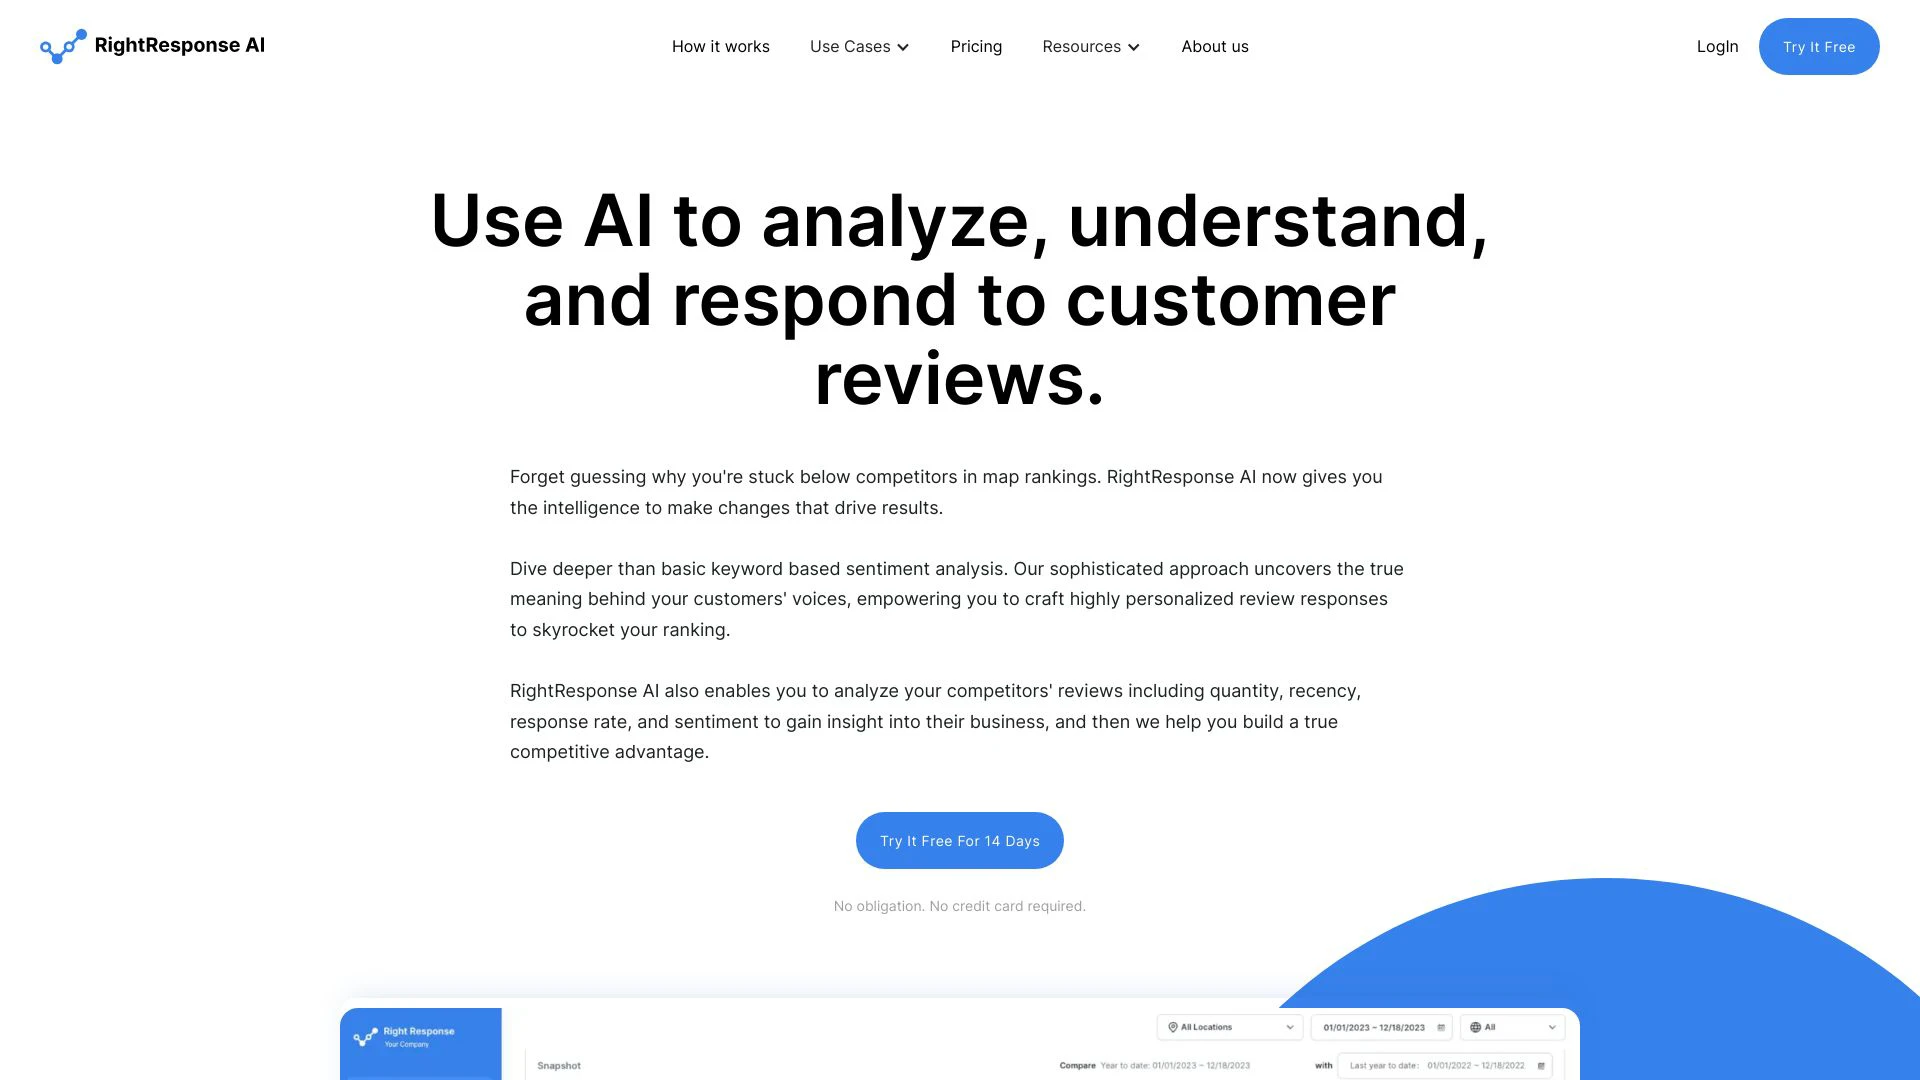 RightResponse AI
How it works
Use Cases
Pricing
Resources
About us
LogIn
Try It Free
Use AI to analyze, understand,
and respond to customer
reviews.
Forget guessing why you're stuck below competitors in map rankings. RightResponse AI now gives you
the intelligence to make changes that drive results.
Dive deeper than basic keyword based sentiment analysis. Our sophisticated approach uncovers the true
meaning behind your customers' voices, empowering you to craft highly personalized review responses
to skyrocket your ranking.
RightResponse AI also enables you to analyze your competitors' reviews including quantity, recency,
response rate, and sentiment to gain insight into their business, and then we help you build a true
competitive advantage.
Try It Free For 14 Days
No obligation. No credit card required.
Right Response
Your Company
All Locations
01/01/2023 ~ 12/18/2023
All
Snapshot
Compare Year to date: 01/01/2023 ~ 12/18/2023
with Last year to date: 01/01/2022 ~ 12/18/2022